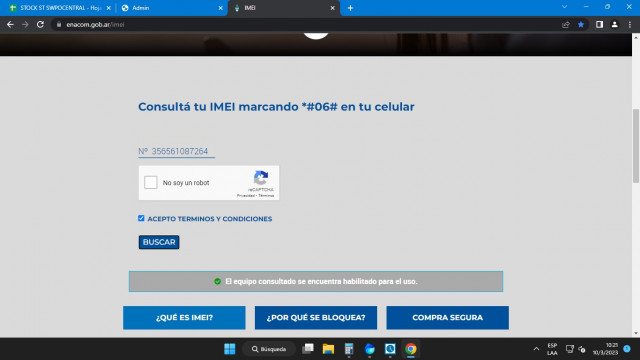 STOCK ST SWPOCENTRAL - Hoja
Admin
IMEI
enacom.gob.ar/imei
Consultá tu IMEI marcando *#06# en tu celular
Nº 356561087264
No soy un robot
reCAPTCHA
Privacidad - Términos
ACEPTO TERMINOS Y CONDICIONES
BUSCAR
El equipo consultado se encuentra habilitado para el uso.
¿QUÉ ES IMEI?
¿POR QUÉ SE BLOQUEA?
COMPRA SEGURA
Búsqueda
ESP
LAA
10:21
10/3/2023